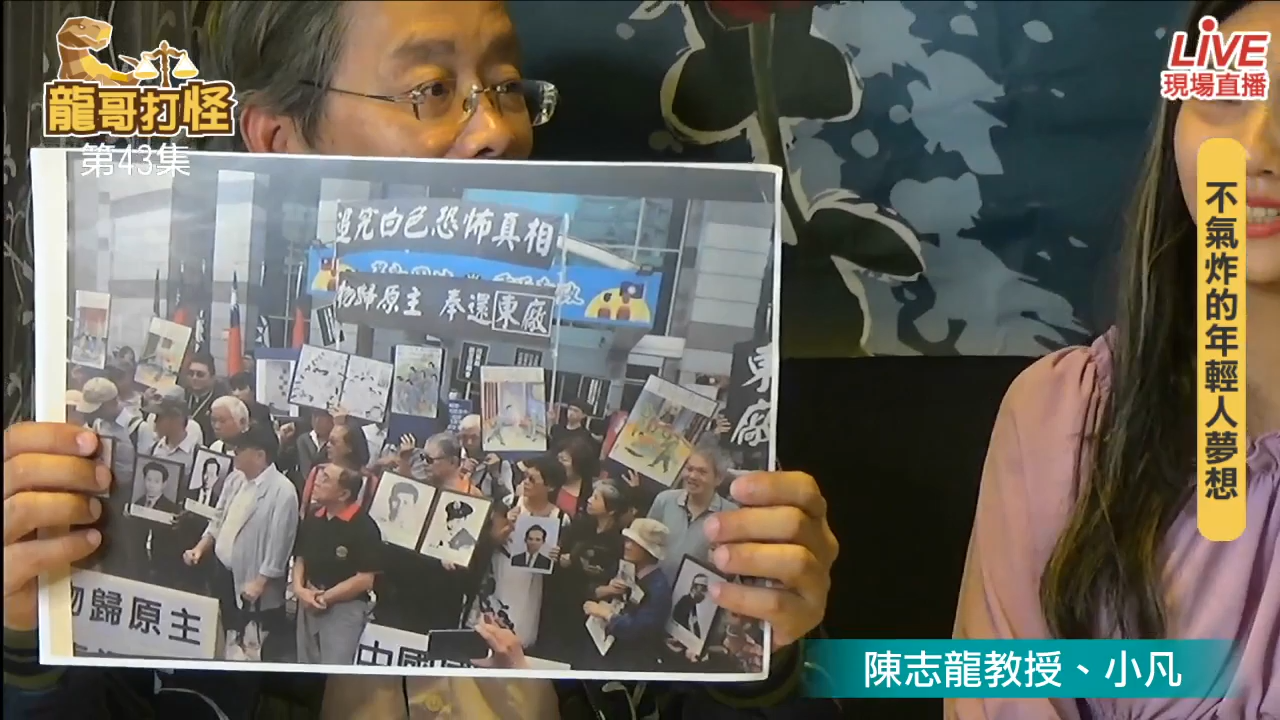 龍哥打怪
第43集
LiVE
現場直播
追究白色恐怖真相
物歸原主 奉還東廠
東廠
物歸原主
中國
不氣炸的年輕人夢想
陳志龍教授、小凡